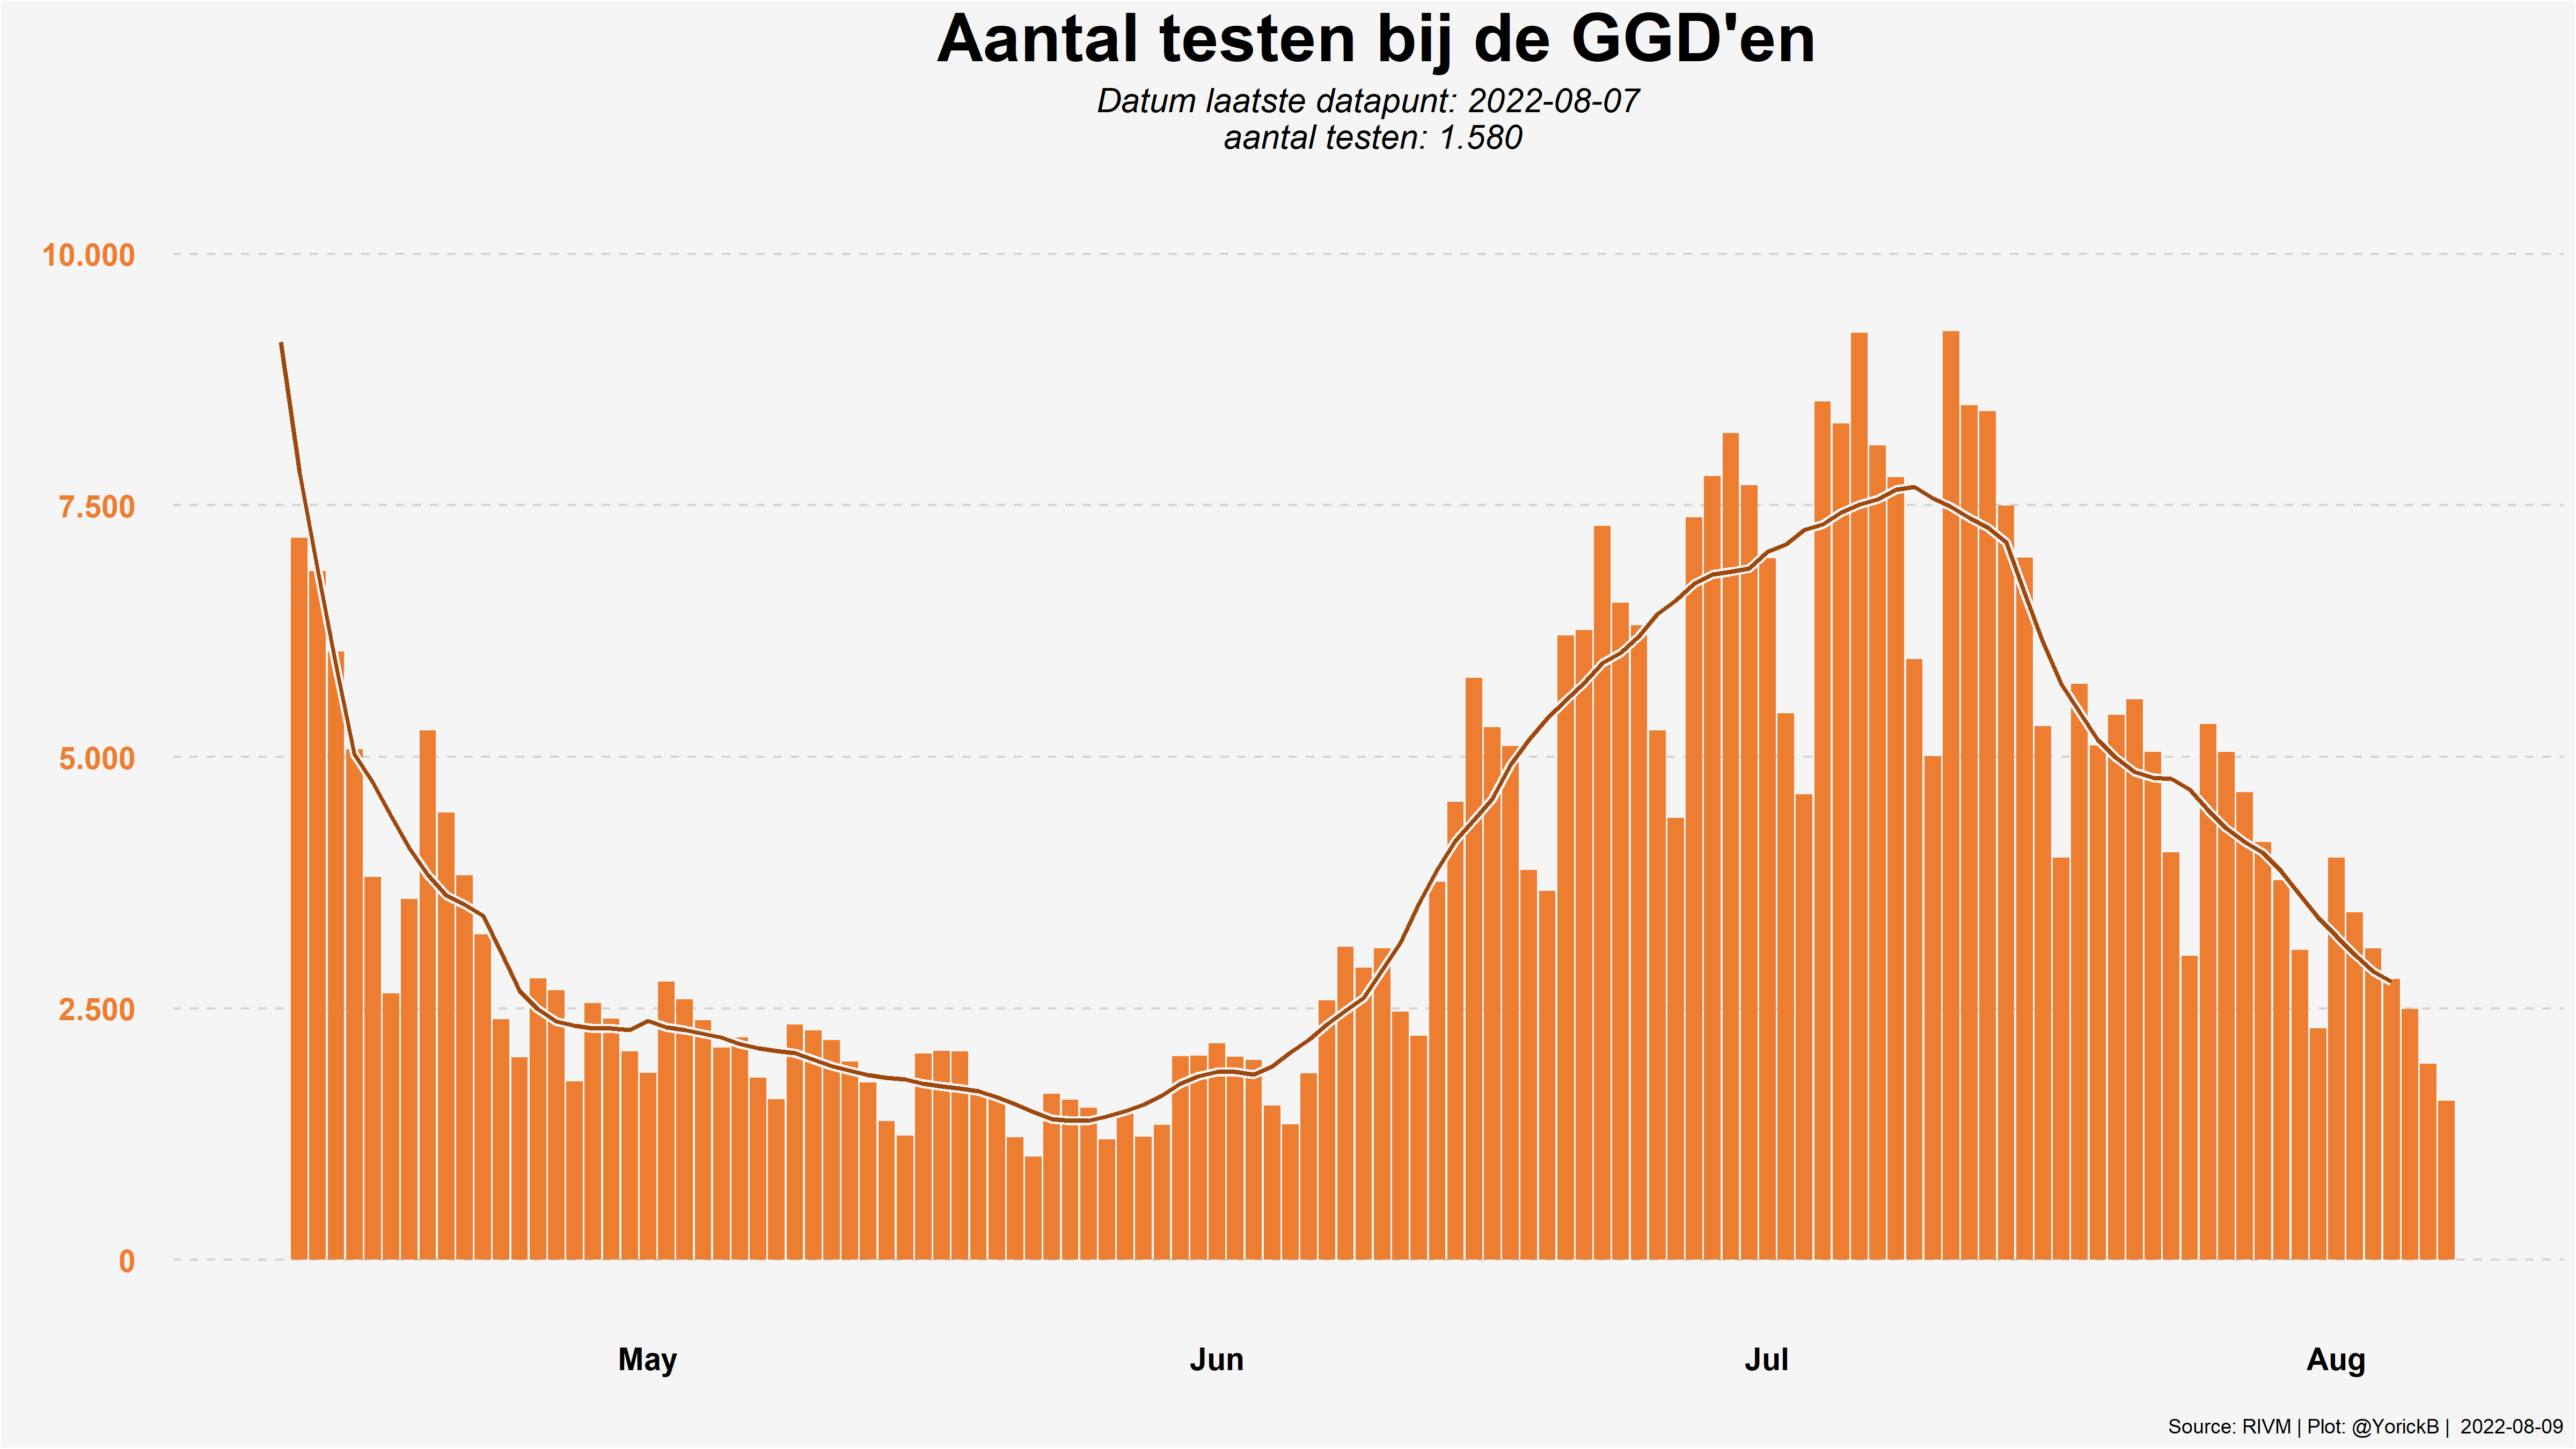 Aantal testen bij de GGD'en
Datum laatste datapunt: 2022-08-07
aantal testen: 1.580
10.000
7.500
5.000
2.500
0
May Jun Jul Aug
Source: RIVM | Plot: @YorickB | 2022-08-09